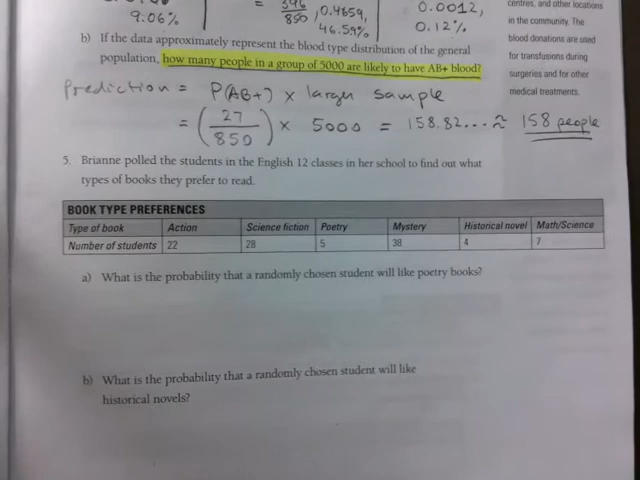 9.06%
= 396/850, 0.4659,
46.59%
0.0012,
0.12%
centres, and other locations
in the community. The
blood donations are used
for transfusions during
surgeries and for other
medical treatments.
b) If the data approximately represent the blood type distribution of the general
population, how many people in a group of 5000 are likely to have AB+ blood?
Prediction = P(AB+) x larger sample
= (27/850) x 5000 = 158.82... ≈ 158 people
5. Brianne polled the students in the English 12 classes in her school to find out what
types of books they prefer to read.
BOOK TYPE PREFERENCES
Type of book Action Science fiction Poetry Mystery Historical novel Math/Science
Number of students 22 28 5 38 4 7
a) What is the probability that a randomly chosen student will like poetry books?
b) What is the probability that a randomly chosen student will like
historical novels?